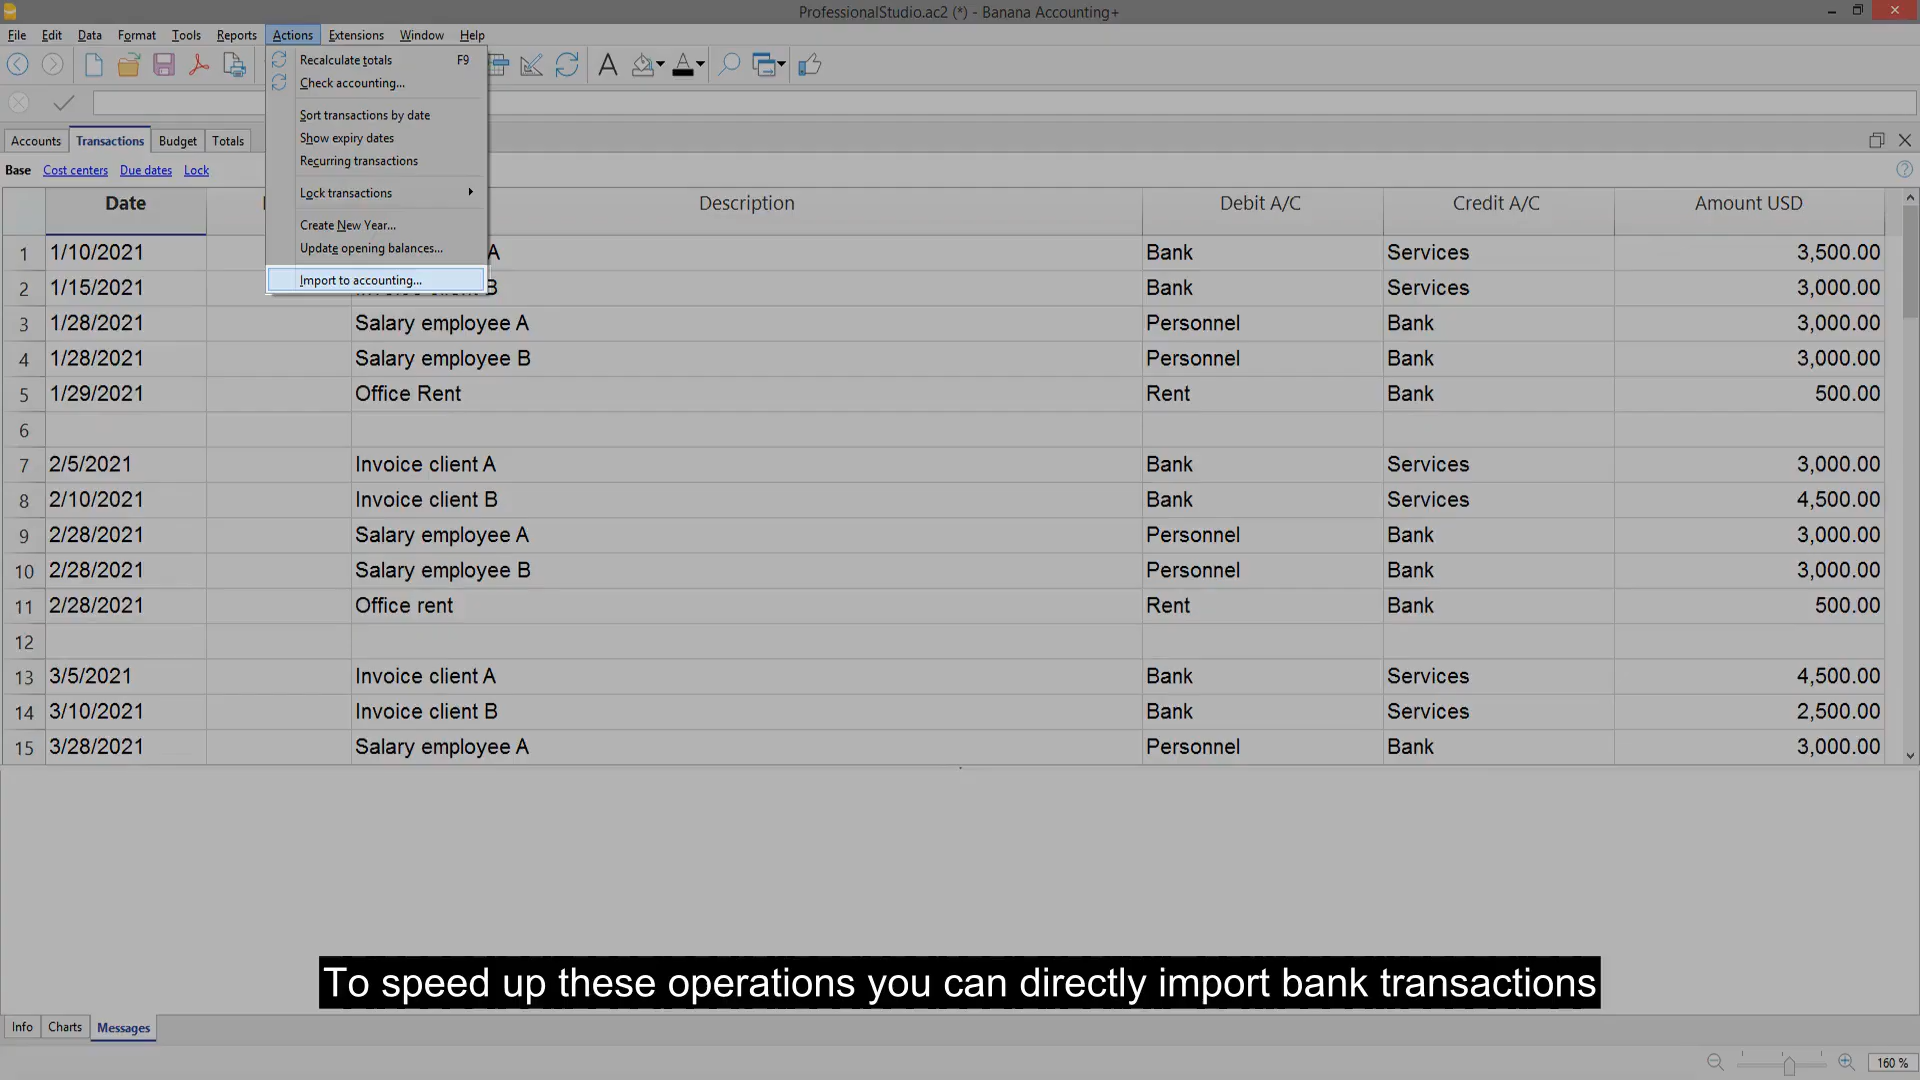 ProfessionalStudio.ac2 (*) - Banana Accounting+
File Edit Data Format Tools Reports Actions Extensions Window Help
Recalculate totals F9
Check accounting...
Sort transactions by date
Show expiry dates
Recurring transactions
Lock transactions
Create New Year...
Update opening balances...
Import to accounting...
Accounts Transactions Budget Totals
Base Cost centers Due dates Lock
Date Description Debit A/C Credit A/C Amount USD
1 1/10/2021 A Bank Services 3,500.00
2 1/15/2021 B Bank Services 3,000.00
3 1/28/2021 Salary employee A Personnel Bank 3,000.00
4 1/28/2021 Salary employee B Personnel Bank 3,000.00
5 1/29/2021 Office Rent Rent Bank 500.00
6
7 2/5/2021 Invoice client A Bank Services 3,000.00
8 2/10/2021 Invoice client B Bank Services 4,500.00
9 2/28/2021 Salary employee A Personnel Bank 3,000.00
10 2/28/2021 Salary employee B Personnel Bank 3,000.00
11 2/28/2021 Office rent Rent Bank 500.00
12
13 3/5/2021 Invoice client A Bank Services 4,500.00
14 3/10/2021 Invoice client B Bank Services 2,500.00
15 3/28/2021 Salary employee A Personnel Bank 3,000.00
To speed up these operations you can directly import bank transactions
Info Charts Messages
160 %